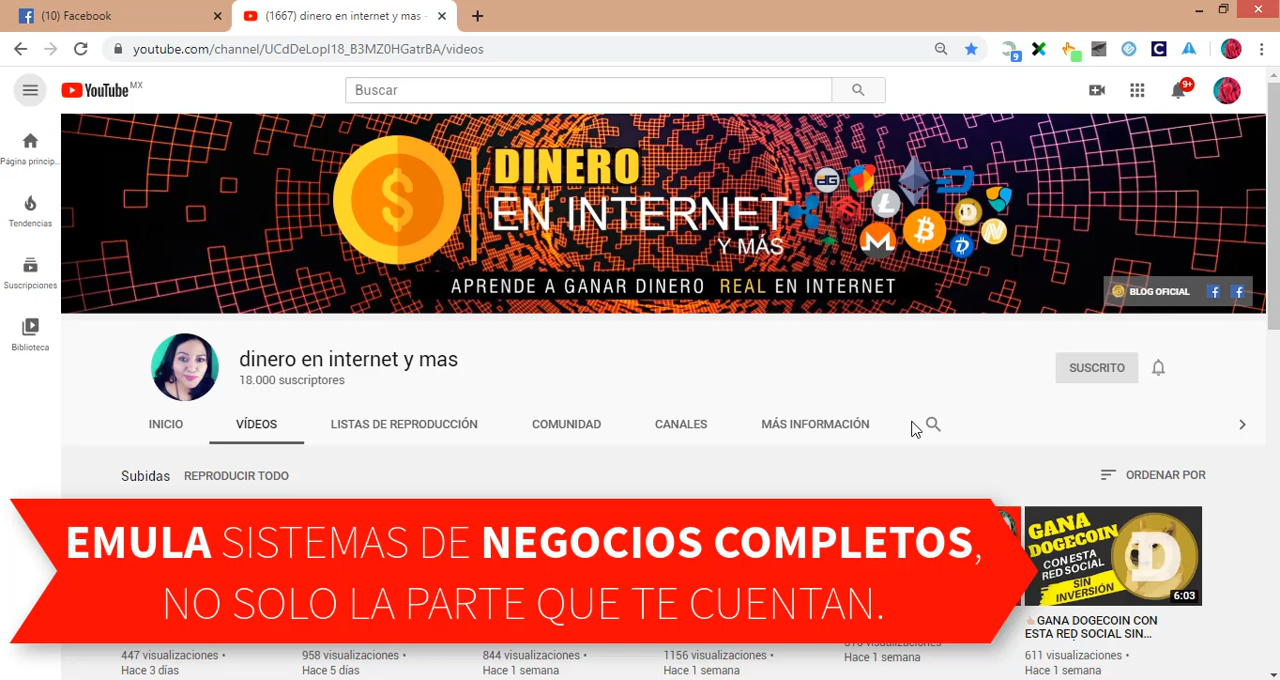 (10) Facebook
(1667) dinero en internet y mas -
youtube.com/channel/UCdDeLopI18_B3MZ0HGatrBA/videos
9
YouTube MX
Buscar
9+
Página princip...
Tendencias
Suscripciones
Biblioteca
DINERO
EN INTERNET
Y MÁS
APRENDE A GANAR DINERO REAL EN INTERNET
BLOG OFICIAL
dinero en internet y mas
18.000 suscriptores
SUSCRITO
INICIO
VÍDEOS
LISTAS DE REPRODUCCIÓN
COMUNIDAD
CANALES
MÁS INFORMACIÓN
Subidas
REPRODUCIR TODO
ORDENAR POR
EMULA SISTEMAS DE NEGOCIOS COMPLETOS,
NO SOLO LA PARTE QUE TE CUENTAN.
GANA
DOGECOIN
CON ESTA
RED SOCIAL
SIN
INVERSIÓN
6:03
GANA DOGECOIN CON
ESTA RED SOCIAL SIN...
447 visualizaciones •
Hace 3 días
958 visualizaciones •
Hace 5 días
844 visualizaciones •
Hace 1 semana
1156 visualizaciones •
Hace 1 semana
visualizaciones •
Hace 1 semana
611 visualizaciones •
Hace 1 semana